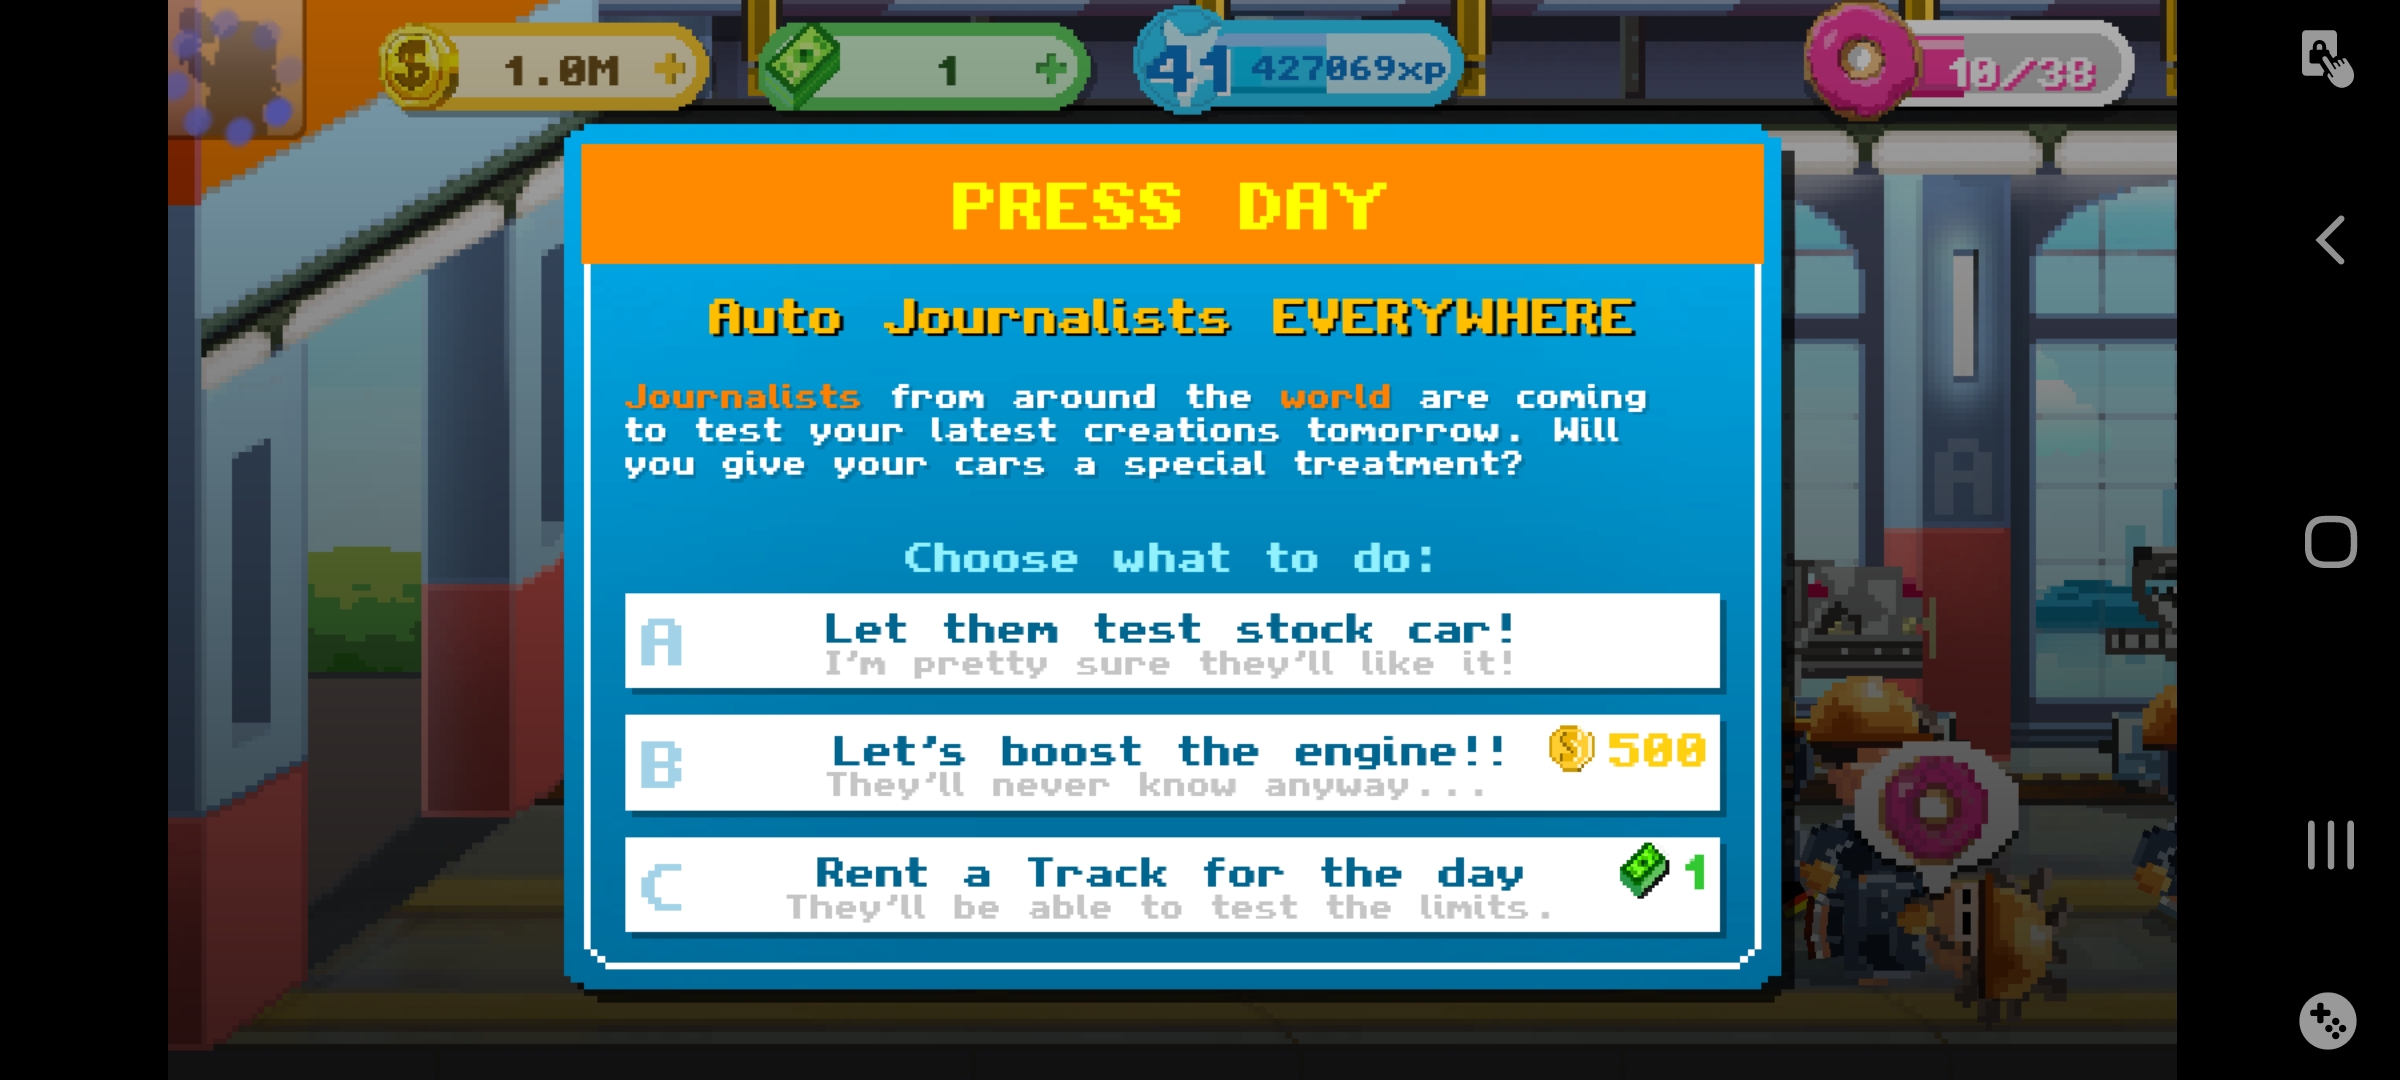 1.0M +
1 +
41 427069xp
10/38
PRESS DAY
Auto Journalists EVERYWHERE
Journalists from around the world are coming
to test your latest creations tomorrow. Will
you give your cars a special treatment?
Choose what to do:
A
Let them test stock car!
I'm pretty sure they'll like it!
B
Let's boost the engine!! 500
They'll never know anyway...
C
Rent a Track for the day 1
They'll be able to test the limits.
A